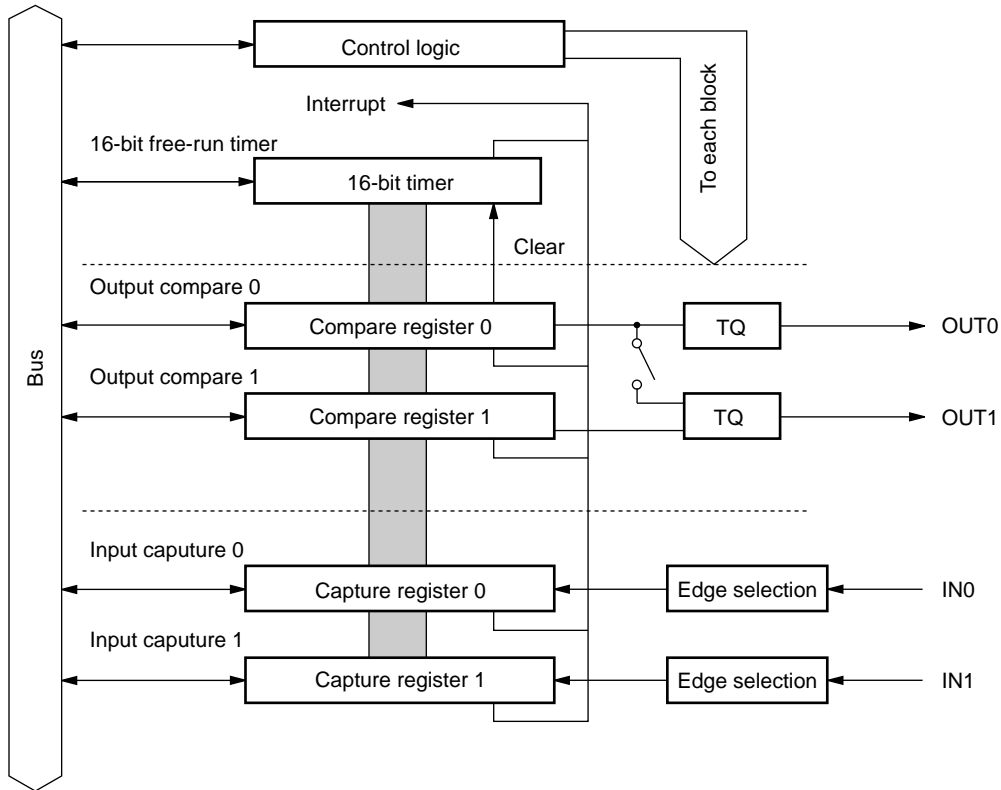 Control logic
To each block
Interrupt
16-bit free-run timer
16-bit timer
Clear
Output compare 0
Compare register 0
TQ
OUT0
Bus
Output compare 1
Compare register 1
TQ
OUT1
Input caputure 0
Capture register 0
Edge selection
IN0
Input caputure 1
Capture register 1
Edge selection
IN1